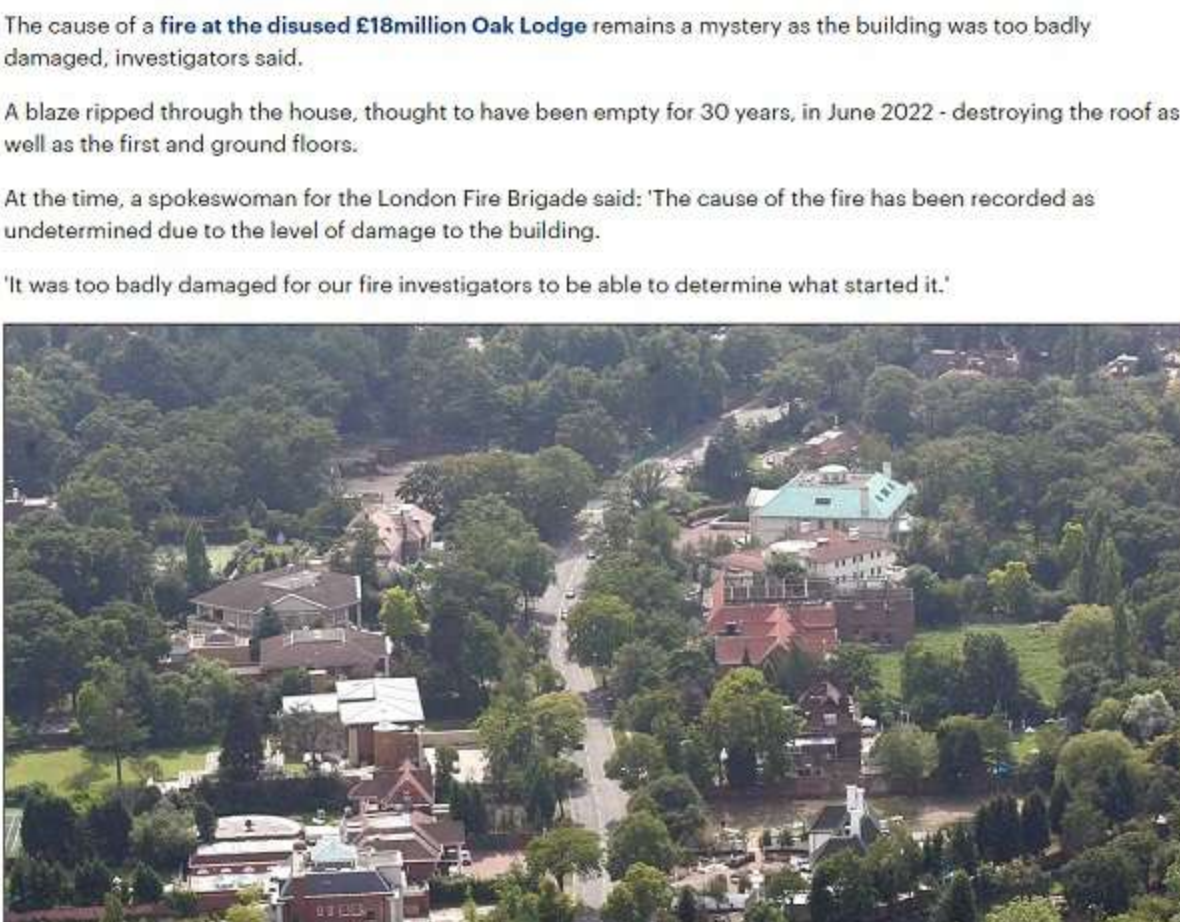 The cause of a fire at the disused £18million Oak Lodge remains a mystery as the building was too badly
damaged, investigators said.
A blaze ripped through the house, thought to have been empty for 30 years, in June 2022 - destroying the roof as
well as the first and ground floors.
At the time, a spokeswoman for the London Fire Brigade said: 'The cause of the fire has been recorded as
undetermined due to the level of damage to the building.
'It was too badly damaged for our fire investigators to be able to determine what started it.'